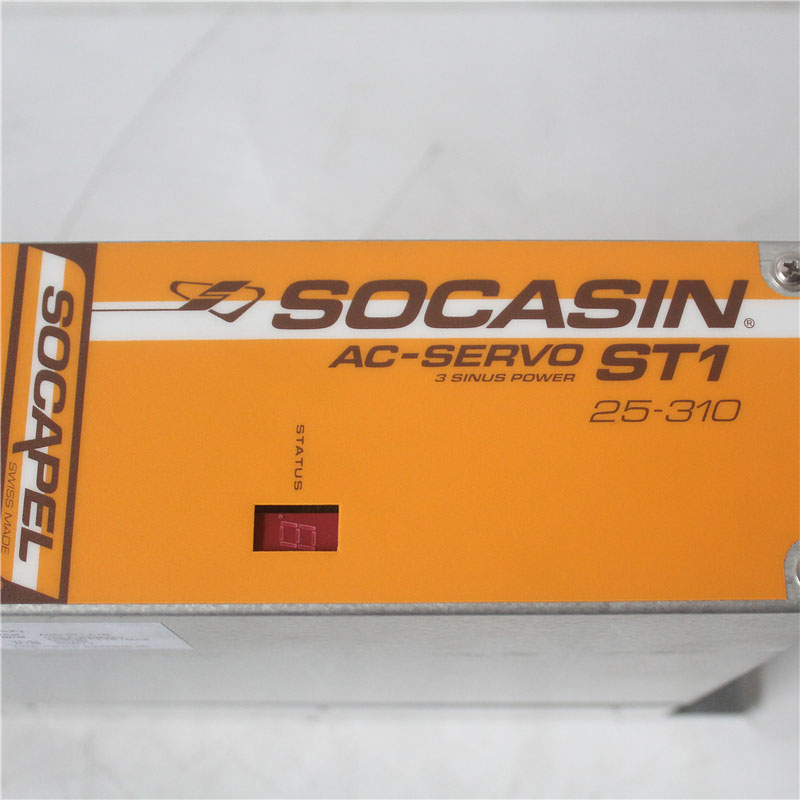 SOCAPEL
SWISS MADE
SOCASIN®
AC-SERVO ST1
3 SINUS POWER
25-310
STATUS